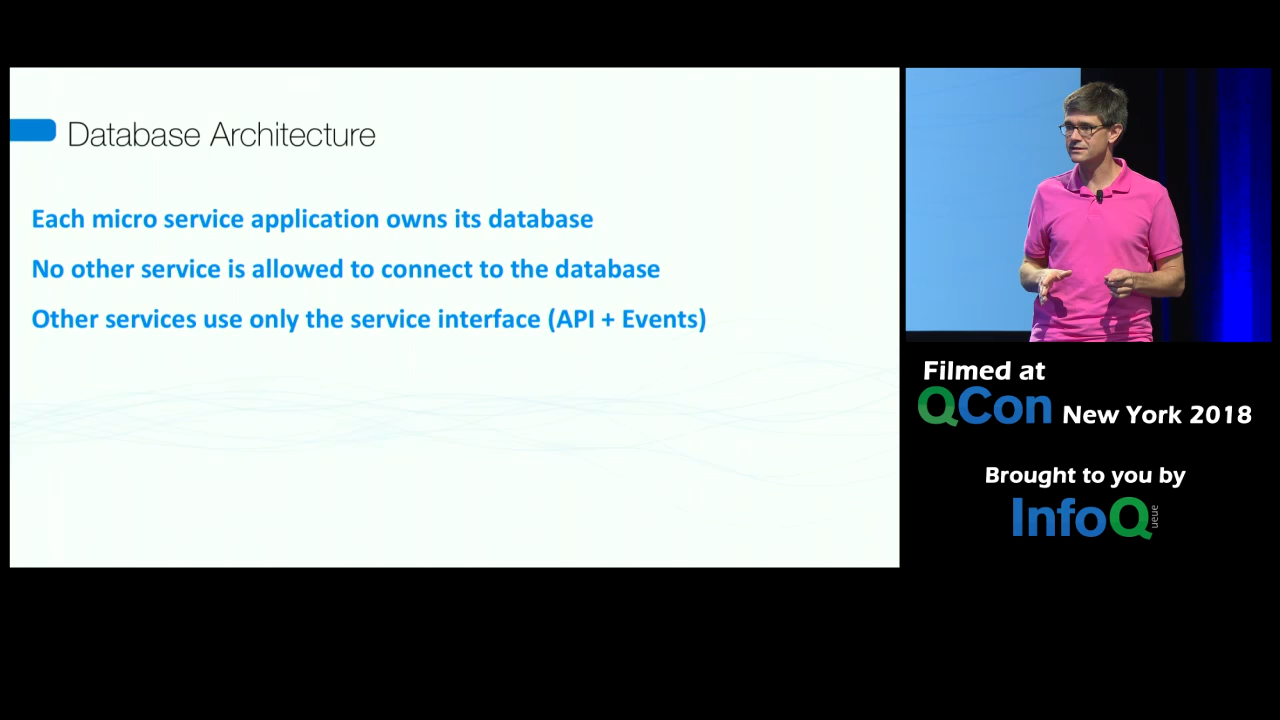 Database Architecture
Each micro service application owns its database
No other service is allowed to connect to the database
Other services use only the service interface (API + Events)
Filmed at
QCon New York 2018
Brought to you by
InfoQ
ueue